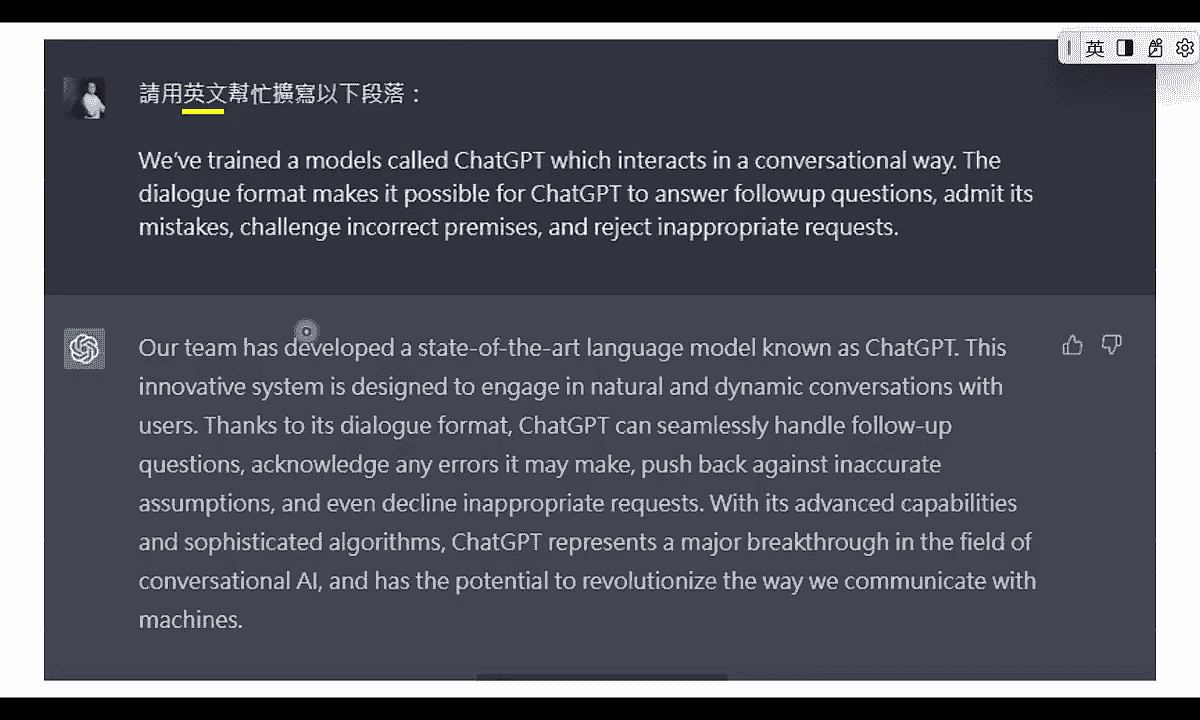 英
請用英文幫忙擴寫以下段落：
We've trained a models called ChatGPT which interacts in a conversational way. The
dialogue format makes it possible for ChatGPT to answer followup questions, admit its
mistakes, challenge incorrect premises, and reject inappropriate requests.
Our team has developed a state-of-the-art language model known as ChatGPT. This
innovative system is designed to engage in natural and dynamic conversations with
users. Thanks to its dialogue format, ChatGPT can seamlessly handle follow-up
questions, acknowledge any errors it may make, push back against inaccurate
assumptions, and even decline inappropriate requests. With its advanced capabilities
and sophisticated algorithms, ChatGPT represents a major breakthrough in the field of
conversational AI, and has the potential to revolutionize the way we communicate with
machines.